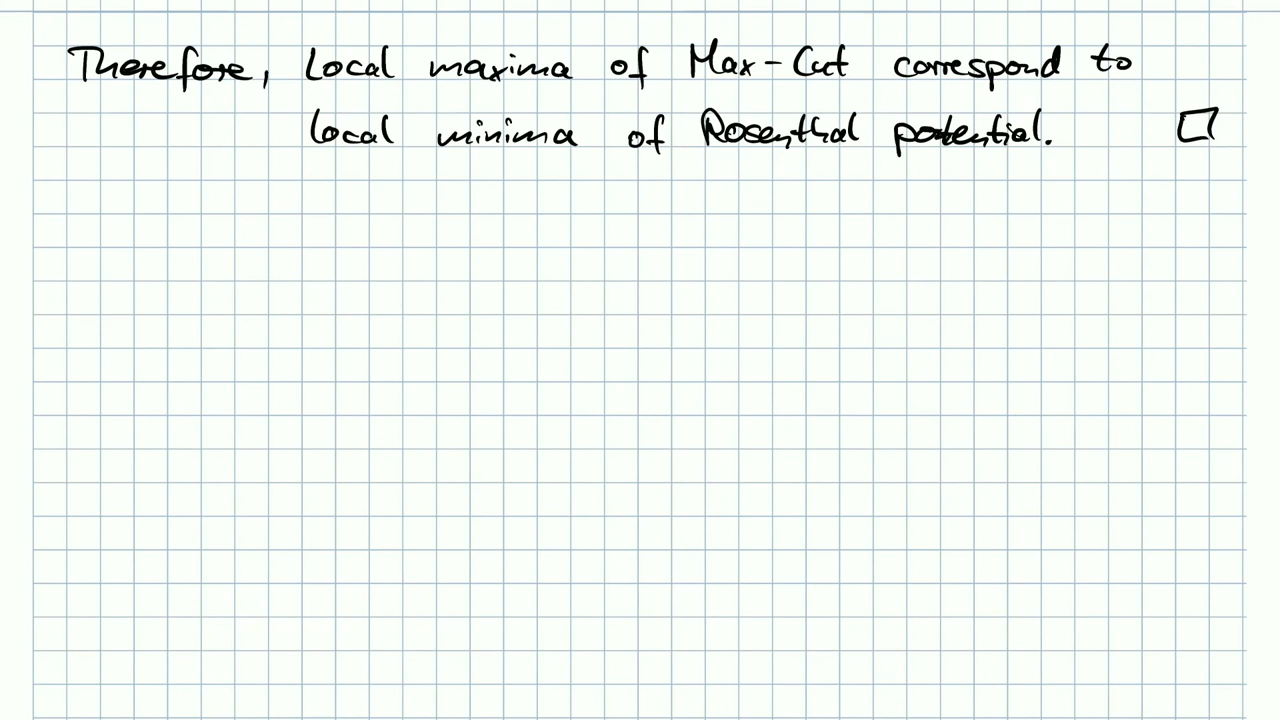 Therefore, local maxima of Max-Cut correspond to
local minima of Rosenthal potential. □